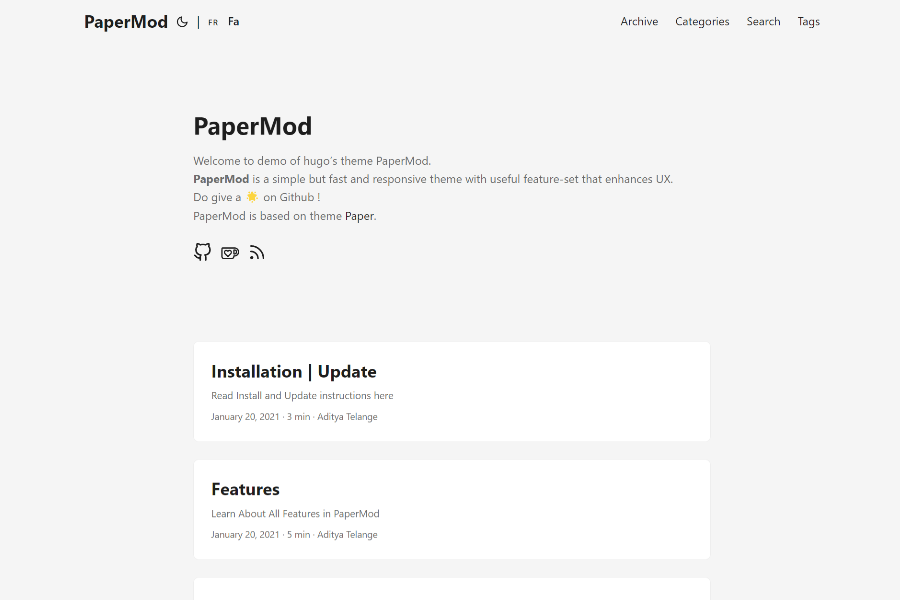 PaperMod | FR Fa
Archive Categories Search Tags
PaperMod
Welcome to demo of hugo's theme PaperMod.
PaperMod is a simple but fast and responsive theme with useful feature-set that enhances UX.
Do give a 🌟 on Github !
PaperMod is based on theme Paper.
Installation | Update
Read Install and Update instructions here
January 20, 2021 · 3 min · Aditya Telange
Features
Learn About All Features in PaperMod
January 20, 2021 · 5 min · Aditya Telange